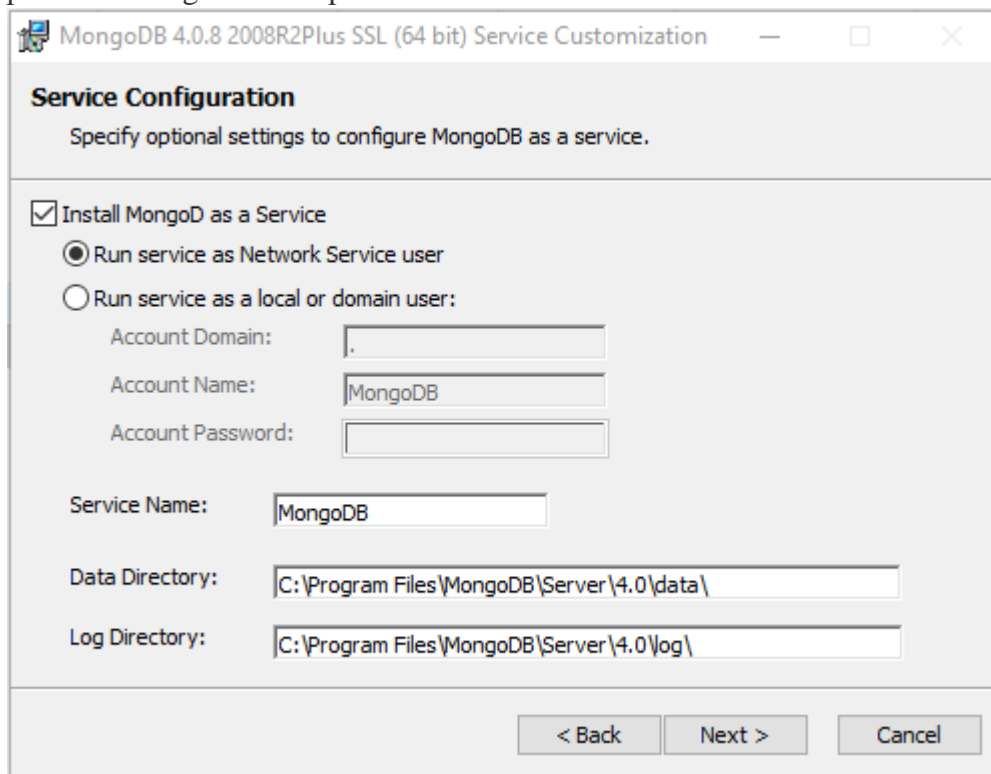 MongoDB 4.0.8 2008R2Plus SSL (64 bit) Service Customization
Service Configuration
Specify optional settings to configure MongoDB as a service.
Install MongoD as a Service
Run service as Network Service user
Run service as a local or domain user:
Account Domain: .
Account Name: MongoDB
Account Password:
Service Name: MongoDB
Data Directory: C:\Program Files\MongoDB\Server\4.0\data\
Log Directory: C:\Program Files\MongoDB\Server\4.0\log\
< Back Next > Cancel